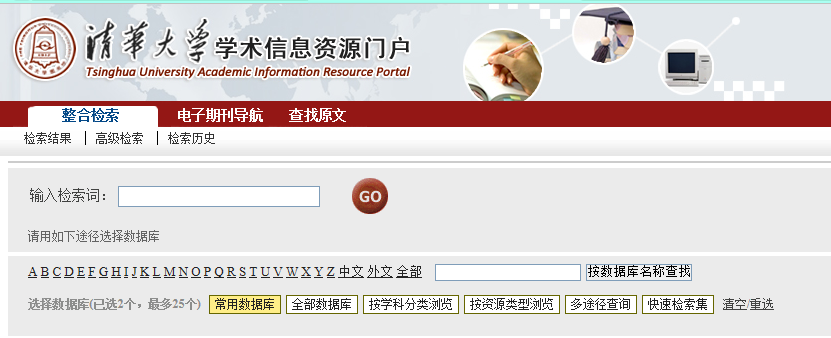 清华大学学术信息资源门户
Tsinghua University Academic Information Resource Portal
整合检索 电子期刊导航 查找原文
检索结果 高级检索 检索历史
输入检索词： GO
请用如下途径选择数据库
A B C D E F G H I J K L M N O P Q R S T U V W X Y Z 中文 外文 全部 按数据库名称查找
选择数据库(已选2个，最多25个) 常用数据库 全部数据库 按学科分类浏览 按资源类型浏览 多途径查询 快速检索集 清空/重选